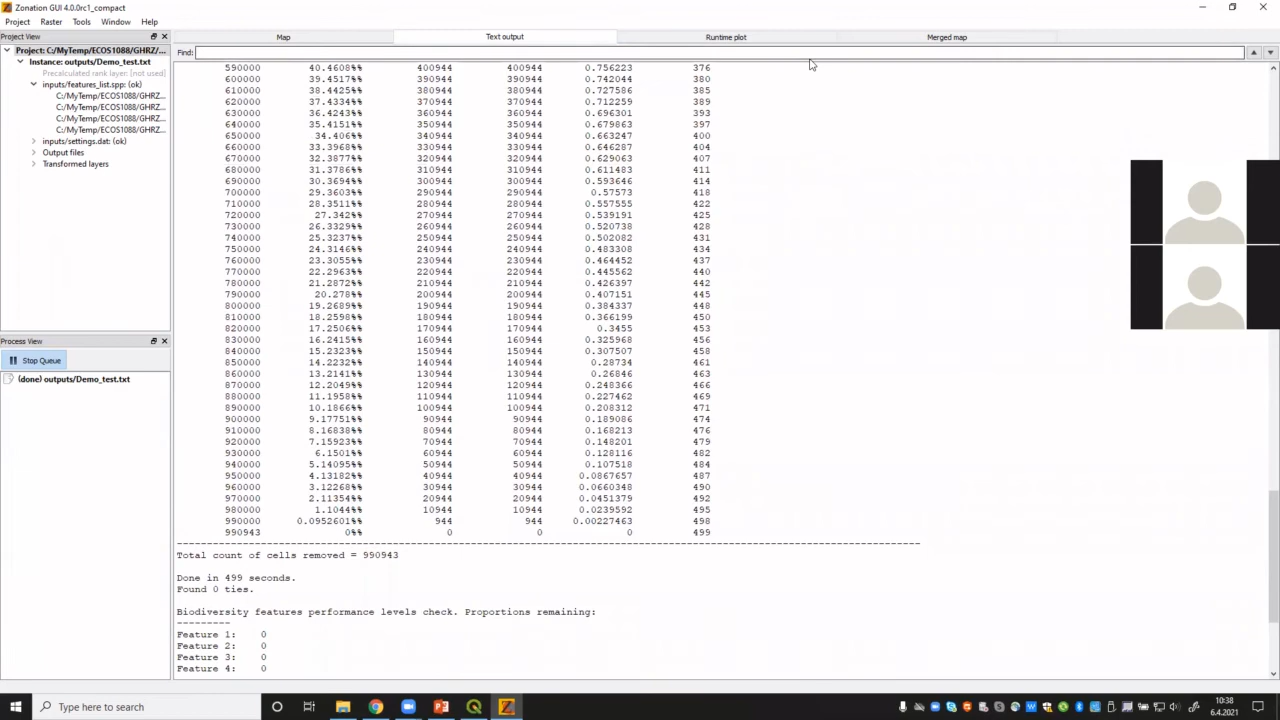 Zonation GUI 4.0.0rc1_compact
Project Raster Tools Window Help
Project View
Map Text output Runtime plot Merged map
Project: C:/MyTemp/ECOS1088/GHRZ/...
Find:
Instance: outputs/Demo_test.txt
Precalculated rank layer: [not used]
inputs/features_list.spp: (ok)
C:/MyTemp/ECOS1088/GHRZ...
C:/MyTemp/ECOS1088/GHRZ...
C:/MyTemp/ECOS1088/GHRZ...
C:/MyTemp/ECOS1088/GHRZ...
inputs/settings.dat: (ok)
Output files
Transformed layers
Process View
Stop Queue
(done) outputs/Demo_test.txt
590000 40.4608%% 400944 400944 0.756223 376
600000 39.4517%% 390944 390944 0.742044 380
610000 38.4425%% 380944 380944 0.727586 385
620000 37.4334%% 370944 370944 0.712259 389
630000 36.4243%% 360944 360944 0.696301 393
640000 35.4151%% 350944 350944 0.679863 397
650000 34.406%% 340944 340944 0.663247 400
660000 33.3968%% 330944 330944 0.646287 404
670000 32.3877%% 320944 320944 0.629063 407
680000 31.3786%% 310944 310944 0.611483 411
690000 30.3694%% 300944 300944 0.593646 414
700000 29.3603%% 290944 290944 0.57573 418
710000 28.3511%% 280944 280944 0.557555 422
720000 27.342%% 270944 270944 0.539191 425
730000 26.3329%% 260944 260944 0.520738 428
740000 25.3237%% 250944 250944 0.502082 431
750000 24.3146%% 240944 240944 0.483308 434
760000 23.3055%% 230944 230944 0.464452 437
770000 22.2963%% 220944 220944 0.445562 440
780000 21.2872%% 210944 210944 0.426397 442
790000 20.278%% 200944 200944 0.407151 445
800000 19.2689%% 190944 190944 0.384337 448
810000 18.2598%% 180944 180944 0.366199 450
820000 17.2506%% 170944 170944 0.3455 453
830000 16.2415%% 160944 160944 0.325968 456
840000 15.2323%% 150944 150944 0.307507 458
850000 14.2232%% 140944 140944 0.28734 461
860000 13.2141%% 130944 130944 0.26846 463
870000 12.2049%% 120944 120944 0.248366 466
880000 11.1958%% 110944 110944 0.227462 469
890000 10.1866%% 100944 100944 0.208312 471
900000 9.17751%% 90944 90944 0.189086 474
910000 8.16838%% 80944 80944 0.168213 476
920000 7.15923%% 70944 70944 0.148201 479
930000 6.1501%% 60944 60944 0.128116 482
940000 5.14095%% 50944 50944 0.107518 484
950000 4.13182%% 40944 40944 0.0867657 487
960000 3.12268%% 30944 30944 0.0660348 490
970000 2.11354%% 20944 20944 0.0451379 492
980000 1.1044%% 10944 10944 0.0239592 495
990000 0.0952601%% 944 944 0.00227463 498
990943 0%% 0 0 0 499
Total count of cells removed = 990943
Done in 499 seconds.
Found 0 ties.
Biodiversity features performance levels check. Proportions remaining:
---------
Feature 1: 0
Feature 2: 0
Feature 3: 0
Feature 4: 0
Type here to search
10:38
6.4.2021